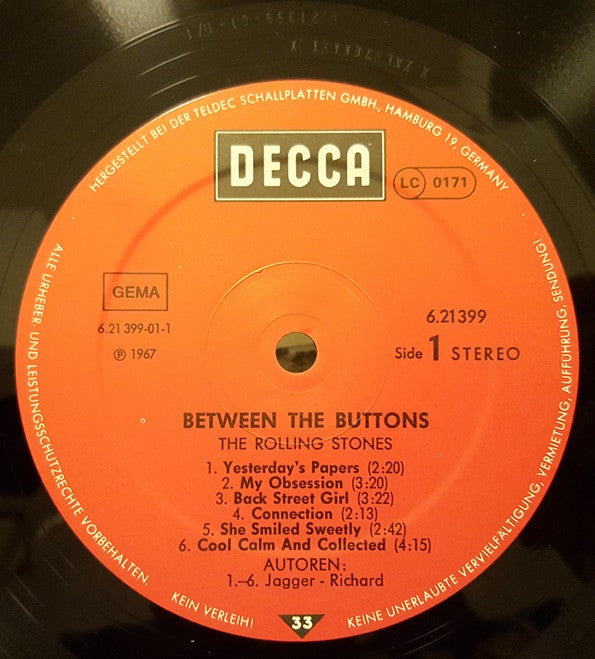 HERGESTELLT BEI DER TELDEC SCHALLPLATTEN GMBH., HAMBURG 19, GERMANY
DECCA
LC 0171
GEMA
6.21399-01-1
℗ 1967
6.21399
Side 1 STEREO
BETWEEN THE BUTTONS
THE ROLLING STONES
1. Yesterday's Papers (2:20)
2. My Obsession (3:20)
3. Back Street Girl (3:22)
4. Connection (2:13)
5. She Smiled Sweetly (2:42)
6. Cool Calm And Collected (4:15)
AUTOREN:
1.–6. Jagger - Richard
ALLE URHEBER- UND LEISTUNGSSCHUTZRECHTE VORBEHALTEN.
KEIN VERLEIH!
33
KEINE UNERLAUBTE VERVIELFÄLTIGUNG, VERMIETUNG, AUFFÜHRUNG, SENDUNG!